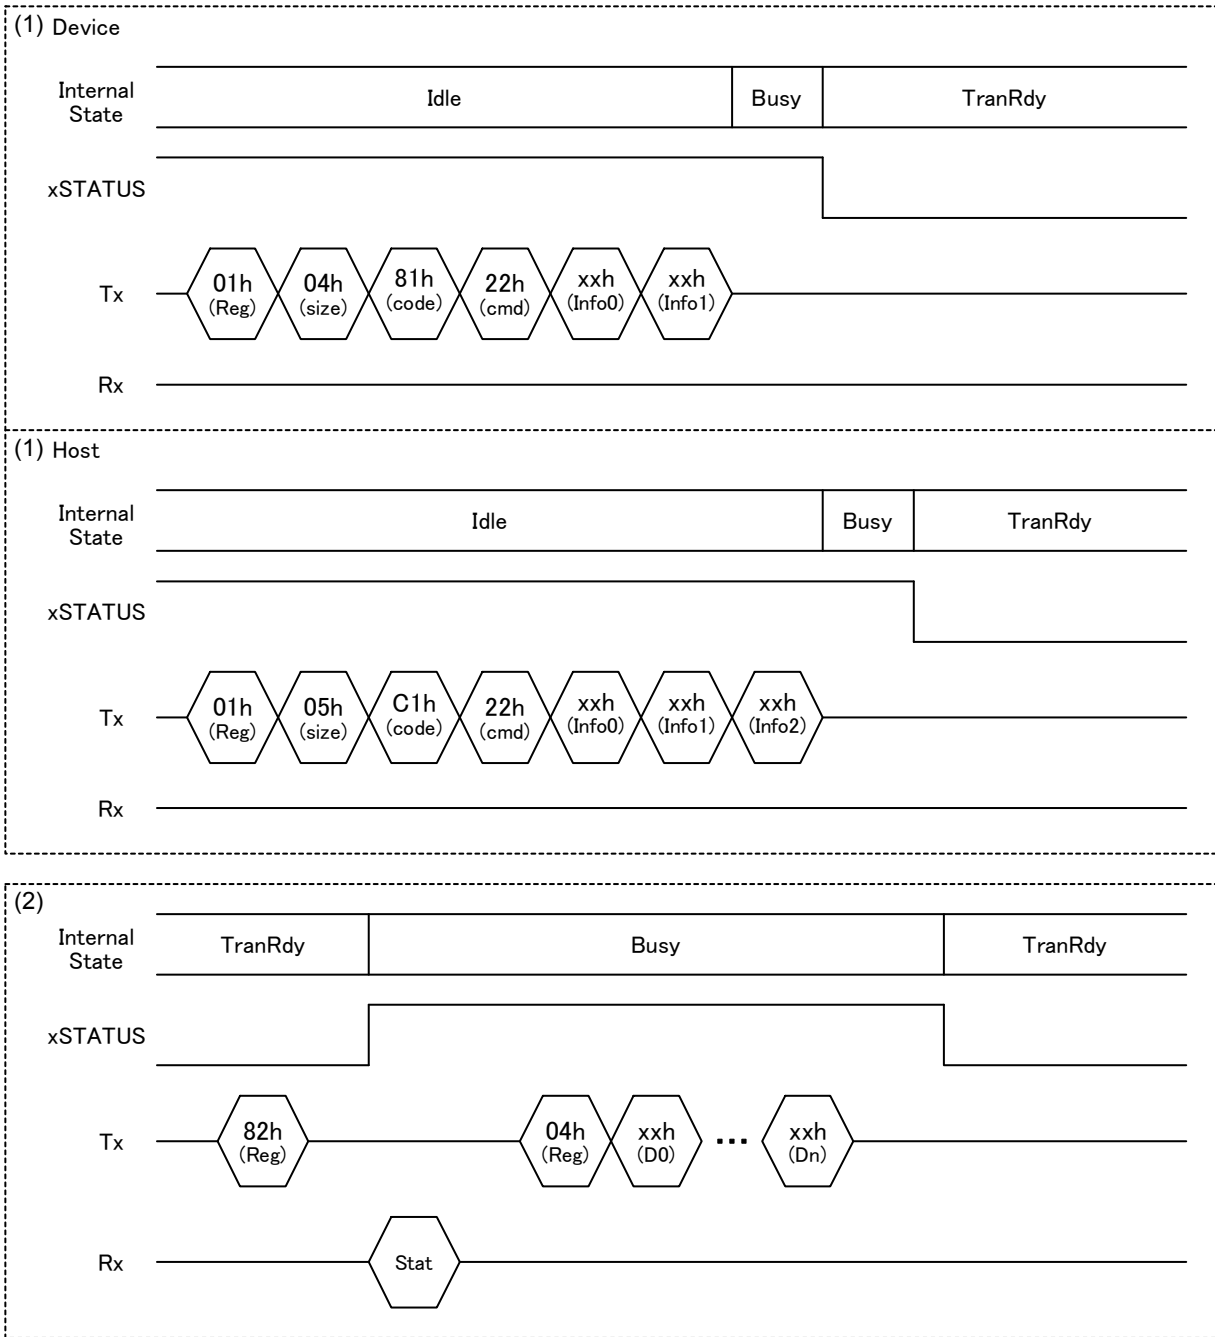 (1) Device
Internal
State
Idle
Busy
TranRdy
xSTATUS
Tx
01h
(Reg)
04h
(size)
81h
(code)
22h
(cmd)
xxh
(Info0)
xxh
(Info1)
Rx
(1) Host
Internal
State
Idle
Busy
TranRdy
xSTATUS
Tx
01h
(Reg)
05h
(size)
C1h
(code)
22h
(cmd)
xxh
(Info0)
xxh
(Info1)
xxh
(Info2)
Rx
(2)
Internal
State
TranRdy
Busy
TranRdy
xSTATUS
Tx
82h
(Reg)
04h
(Reg)
xxh
(D0)
...
xxh
(Dn)
Rx
Stat